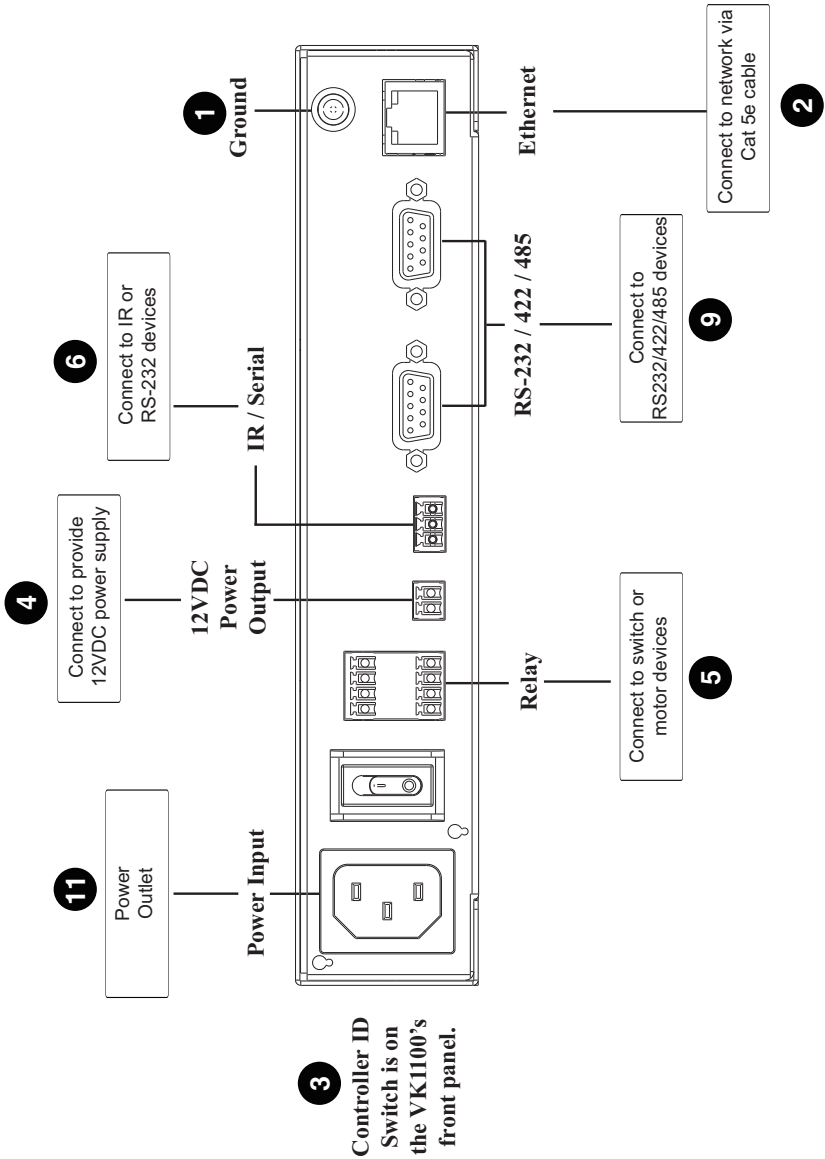 11
Power
Outlet
4
Connect to provide
12VDC power supply
6
Connect to IR or
RS-232 devices
1
Ground
Power Input
12VDC
Power
Output
IR / Serial
3
Controller ID
Switch is on
the VK1100's
front panel.
Relay
RS-232 / 422 / 485
Ethernet
Connect to switch or
motor devices
5
Connect to
RS232/422/485 devices
9
Connect to network via
Cat 5e cable
2